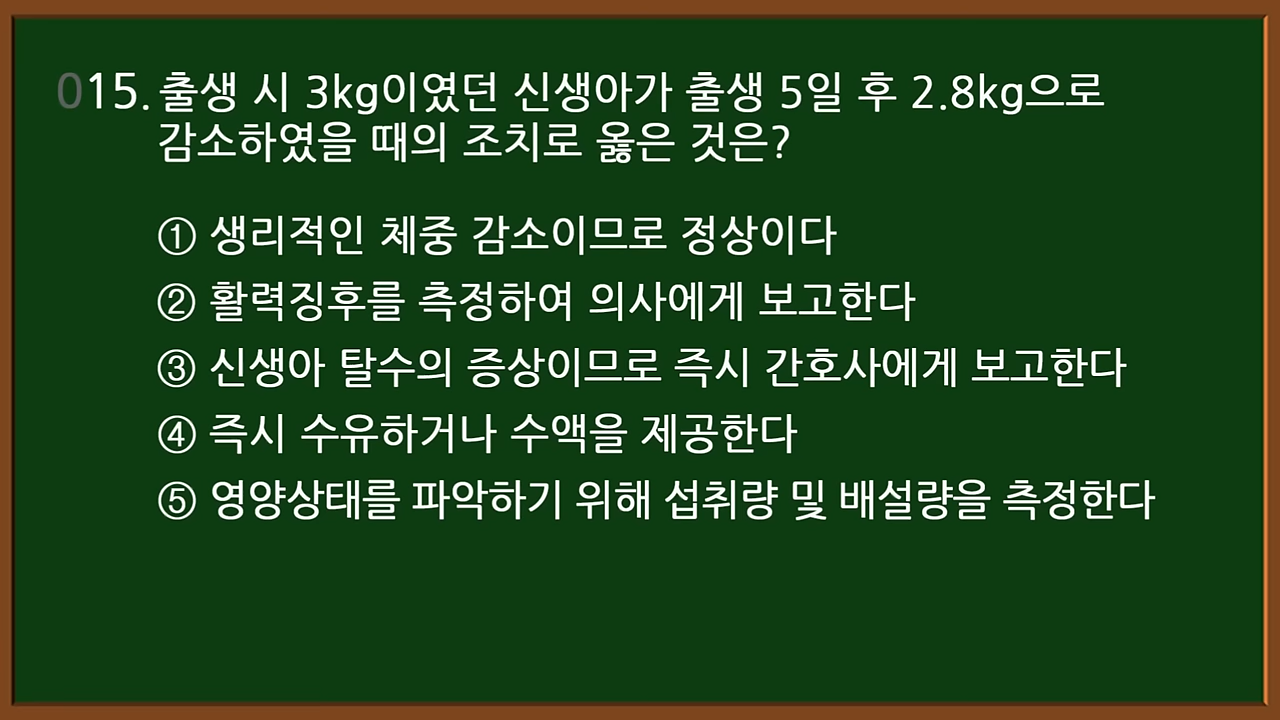 015. 출생 시 3kg이였던 신생아가 출생 5일 후 2.8kg으로
감소하였을 때의 조치로 옳은 것은?
① 생리적인 체중 감소이므로 정상이다
② 활력징후를 측정하여 의사에게 보고한다
③ 신생아 탈수의 증상이므로 즉시 간호사에게 보고한다
④ 즉시 수유하거나 수액을 제공한다
⑤ 영양상태를 파악하기 위해 섭취량 및 배설량을 측정한다